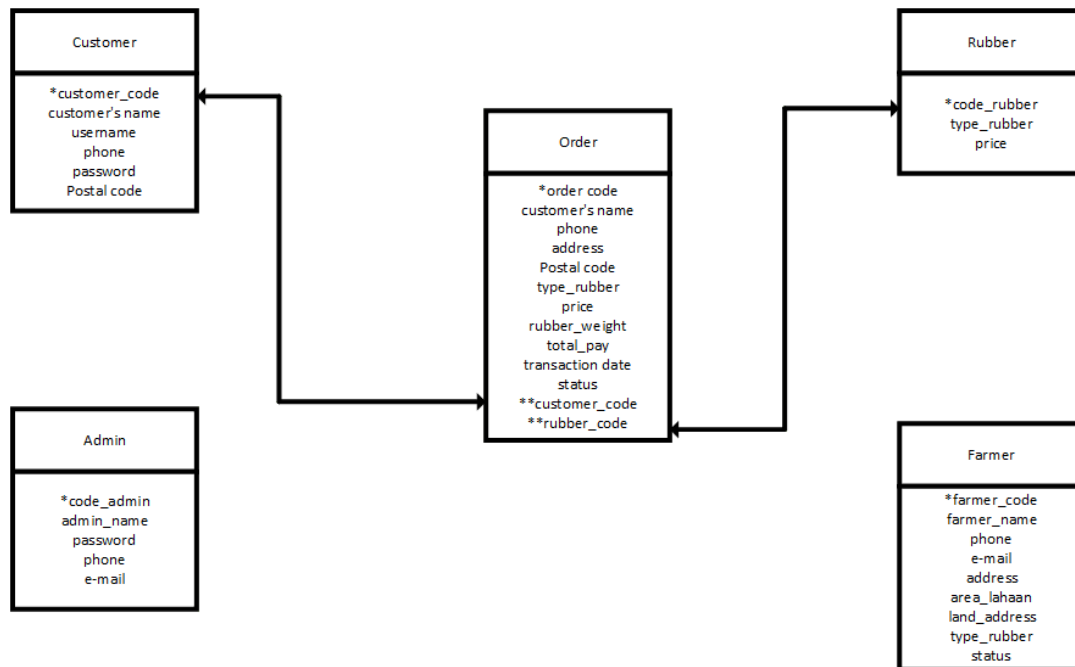 Customer
*customer_code
customer's name
username
phone
password
Postal code
Order
*order code
customer's name
phone
address
Postal code
type_rubber
price
rubber_weight
total_pay
transaction date
status
**customer_code
**rubber_code
Rubber
*code_rubber
type_rubber
price
Admin
*code_admin
admin_name
password
phone
e-mail
Farmer
*farmer_code
farmer_name
phone
e-mail
address
area_lahaan
land_address
type_rubber
status